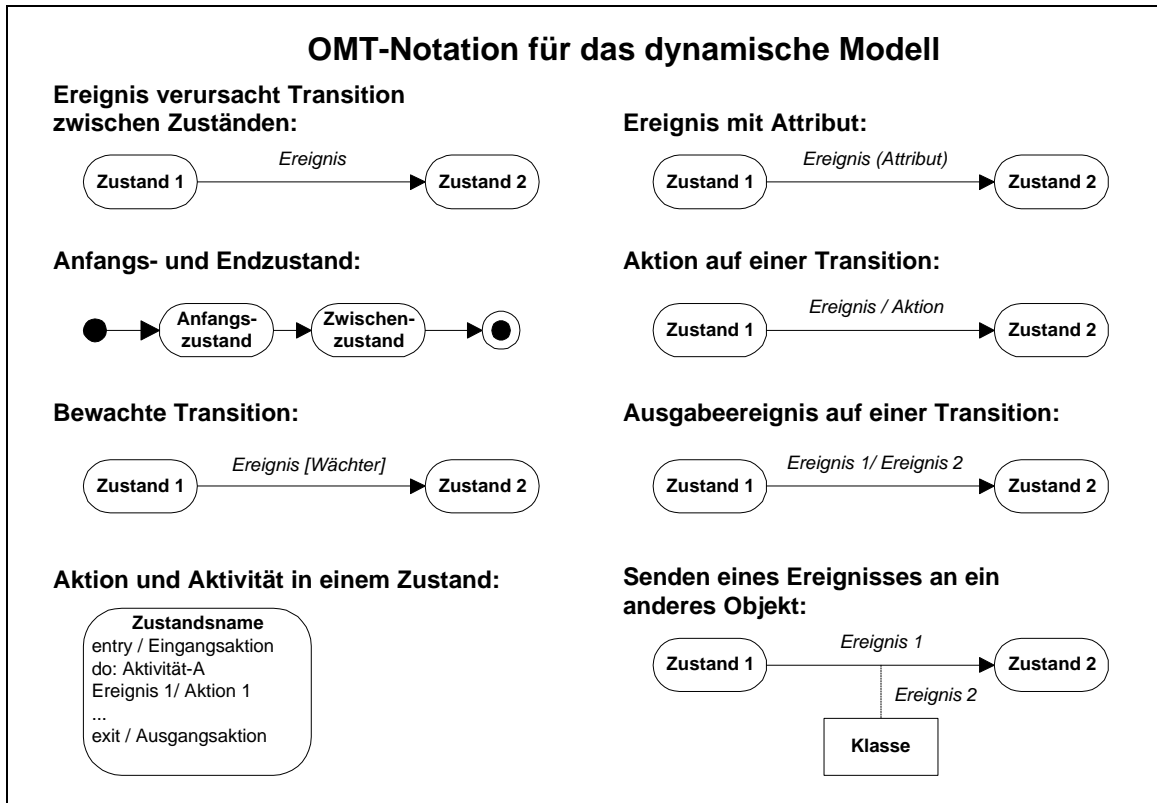 OMT-Notation für das dynamische Modell
Ereignis verursacht Transition
zwischen Zuständen:
Ereignis
Zustand 1
Zustand 2
Ereignis mit Attribut:
Ereignis (Attribut)
Zustand 1
Zustand 2
Anfangs- und Endzustand:
Anfangs-
zustand
Zwischen-
zustand
Aktion auf einer Transition:
Ereignis / Aktion
Zustand 1
Zustand 2
Bewachte Transition:
Ereignis [Wächter]
Zustand 1
Zustand 2
Ausgabeereignis auf einer Transition:
Ereignis 1/ Ereignis 2
Zustand 1
Zustand 2
Aktion und Aktivität in einem Zustand:
Zustandsname
entry / Eingangsaktion
do: Aktivität-A
Ereignis 1/ Aktion 1
...
exit / Ausgangsaktion
Senden eines Ereignisses an ein
anderes Objekt:
Ereignis 1
Zustand 1
Zustand 2
Ereignis 2
Klasse